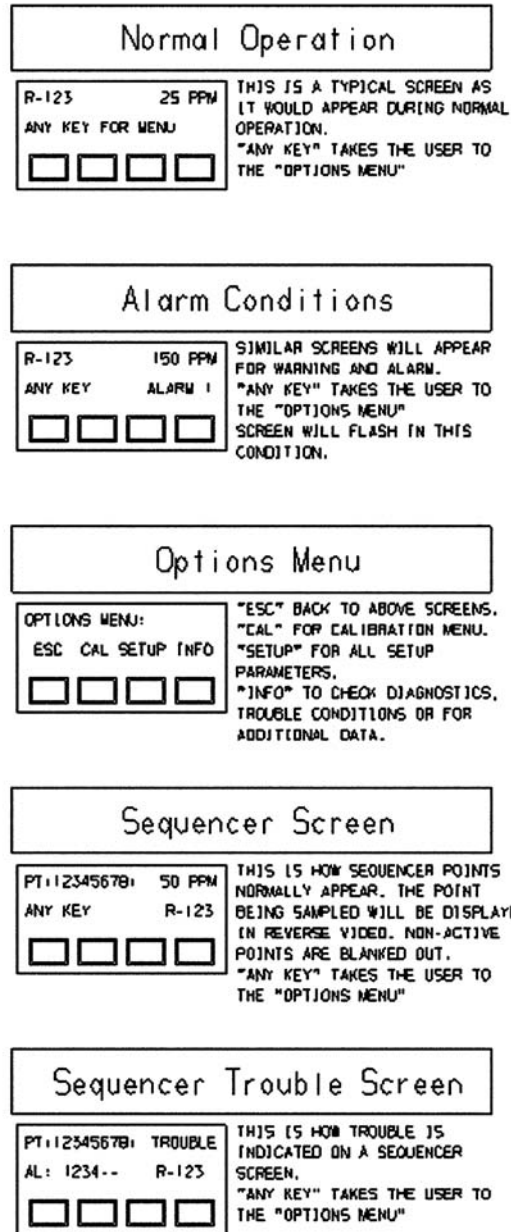 Normal Operation
R-123 25 PPM
ANY KEY FOR MENU
THIS IS A TYPICAL SCREEN AS
IT WOULD APPEAR DURING NORMAL
OPERATION.
"ANY KEY" TAKES THE USER TO
THE "OPTIONS MENU"
Alarm Conditions
R-123 150 PPM
ANY KEY ALARM 1
SIMILAR SCREENS WILL APPEAR
FOR WARNING AND ALARM.
"ANY KEY" TAKES THE USER TO
THE "OPTIONS MENU"
SCREEN WILL FLASH IN THIS
CONDITION.
Options Menu
OPTIONS MENU:
ESC CAL SETUP INFO
"ESC" BACK TO ABOVE SCREENS.
"CAL" FOR CALIBRATION MENU.
"SETUP" FOR ALL SETUP
PARAMETERS.
"INFO" TO CHECK DIAGNOSTICS,
TROUBLE CONDITIONS OR FOR
ADDITIONAL DATA.
Sequencer Screen
PT:12345678: 50 PPM
ANY KEY R-123
THIS IS HOW SEQUENCER POINTS
NORMALLY APPEAR. THE POINT
BEING SAMPLED WILL BE DISPLAY
IN REVERSE VIDEO. NON-ACTIVE
POINTS ARE BLANKED OUT.
"ANY KEY" TAKES THE USER TO
THE "OPTIONS MENU"
Sequencer Trouble Screen
PT:12345678: TROUBLE
AL: 1234-- R-123
THIS IS HOW TROUBLE IS
INDICATED ON A SEQUENCER
SCREEN.
"ANY KEY" TAKES THE USER TO
THE "OPTIONS MENU"